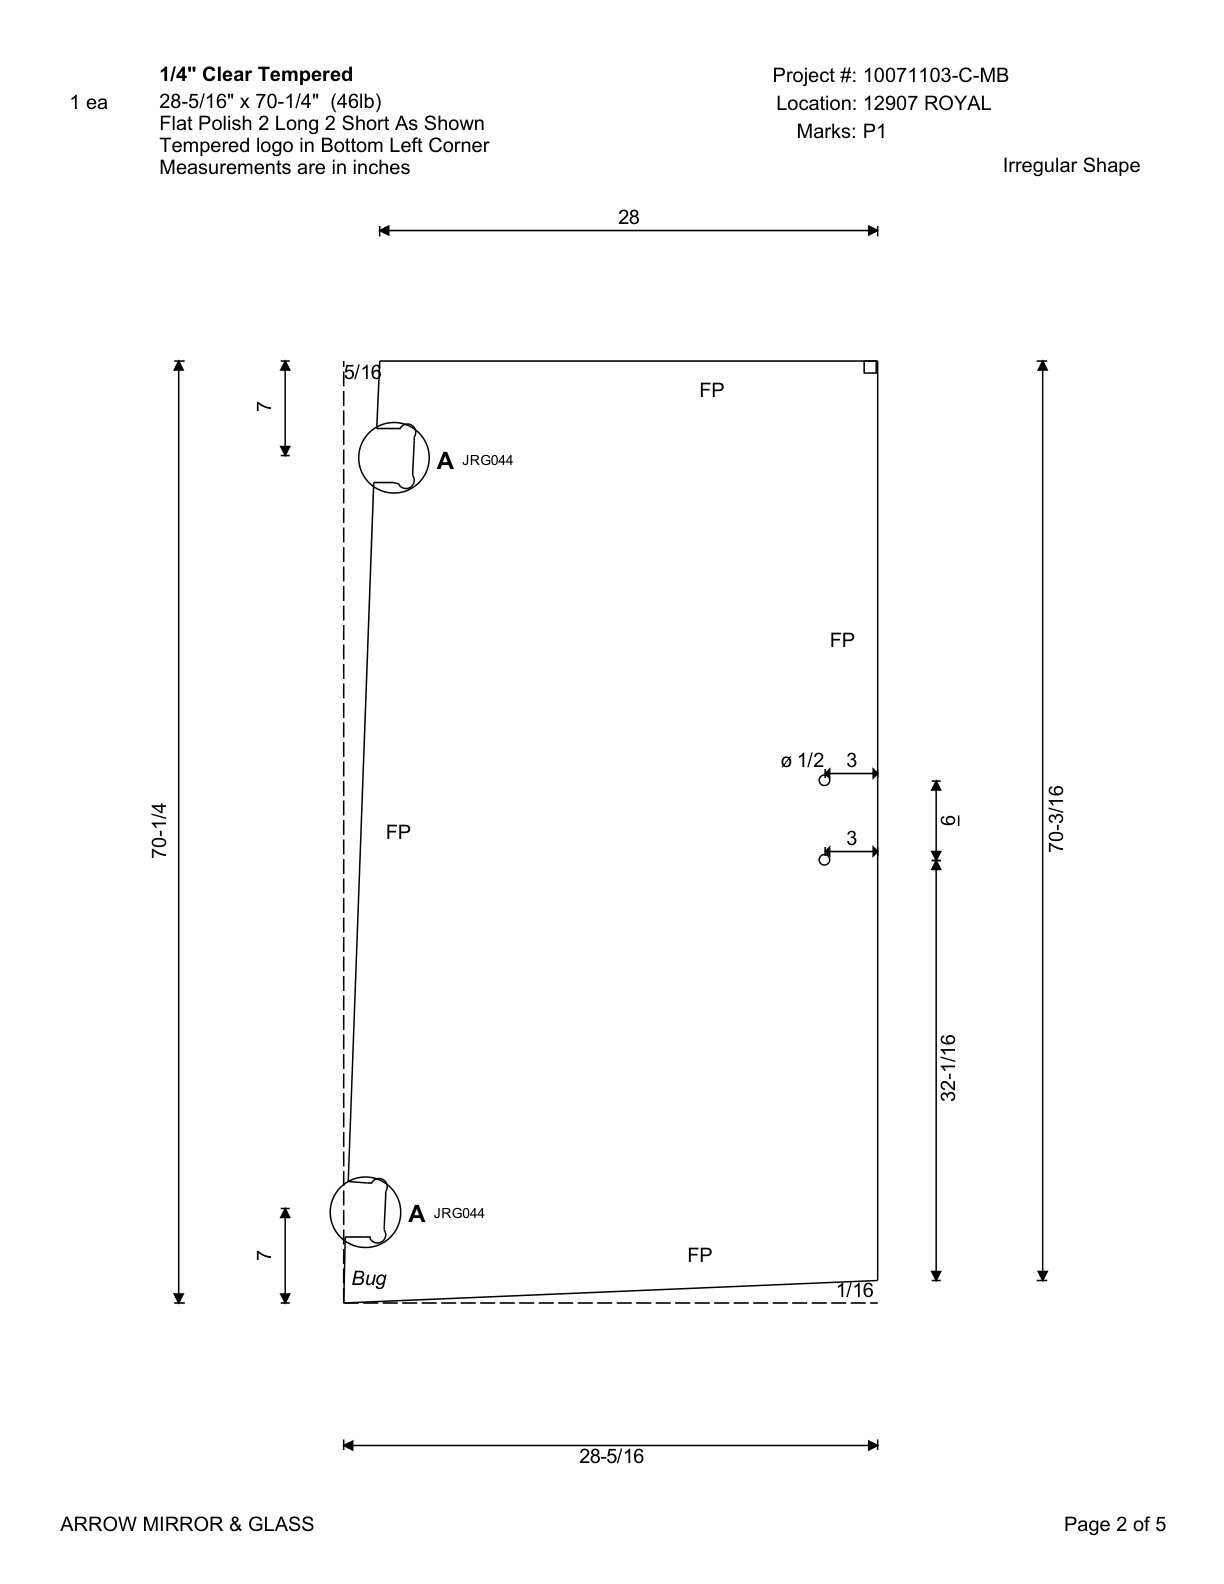 1/4" Clear Tempered
1 ea
28-5/16" x 70-1/4" (46lb)
Flat Polish 2 Long 2 Short As Shown
Tempered logo in Bottom Left Corner
Measurements are in inches
Project #: 10071103-C-MB
Location: 12907 ROYAL
Marks: P1
Irregular Shape
28
5/16
7
FP
A JRG044
FP
ø 1/2
3
6
3
70-1/4
70-3/16
FP
32-1/16
A JRG044
7
FP
Bug
1/16
28-5/16
ARROW MIRROR & GLASS
Page 2 of 5